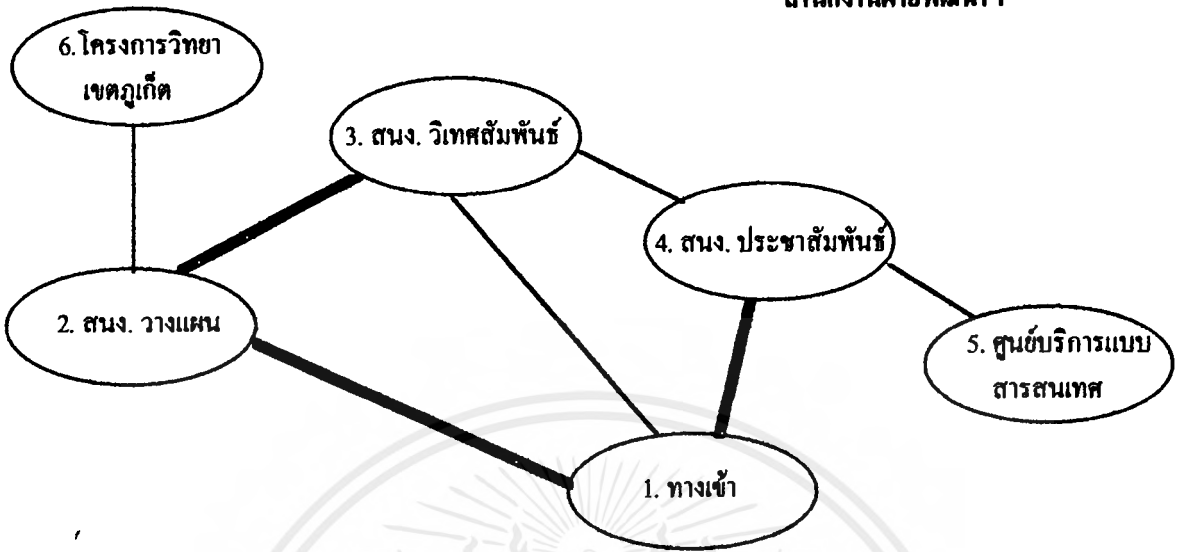 6. โครงการวิทยา
เขตภูเก็ต
3. สนง. วิเทศสัมพันธ์
4. สนง. ประชาสัมพันธ์
2. สนง. วางแผน
5. ศูนย์บริการแบบ
สารสนเทศ
1. ทางเข้า